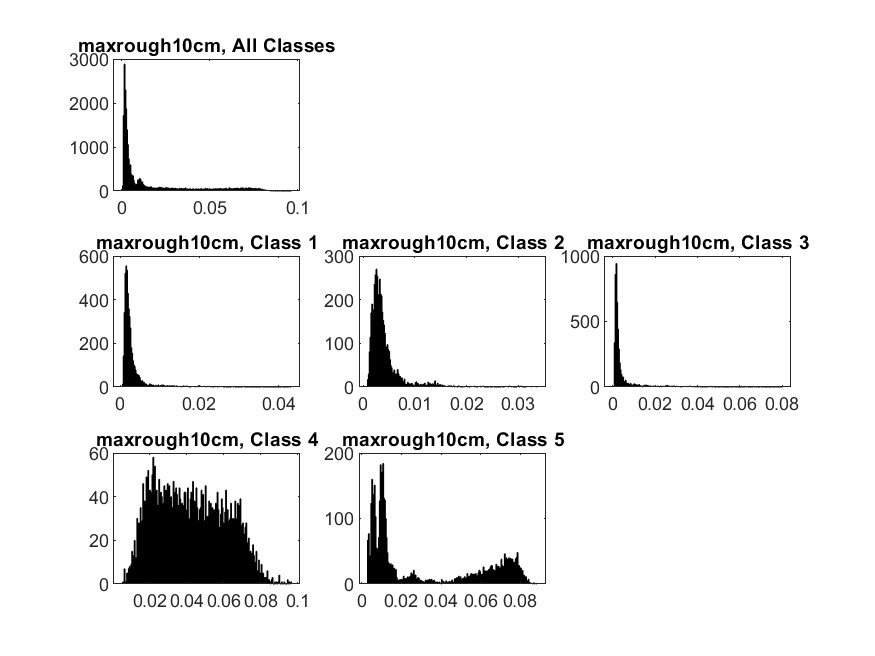 maxrough10cm, All Classes
3000
2000
1000
0
0 0.05 0.1
maxrough10cm, Class 1
600
400
200
0
0 0.02 0.04
maxrough10cm, Class 2
300
200
100
0
0 0.01 0.02 0.03
maxrough10cm, Class 3
1000
500
0
0 0.02 0.04 0.06 0.08
maxrough10cm, Class 4
60
40
20
0
0.02 0.04 0.06 0.08 0.1
maxrough10cm, Class 5
200
100
0
0 0.02 0.04 0.06 0.08